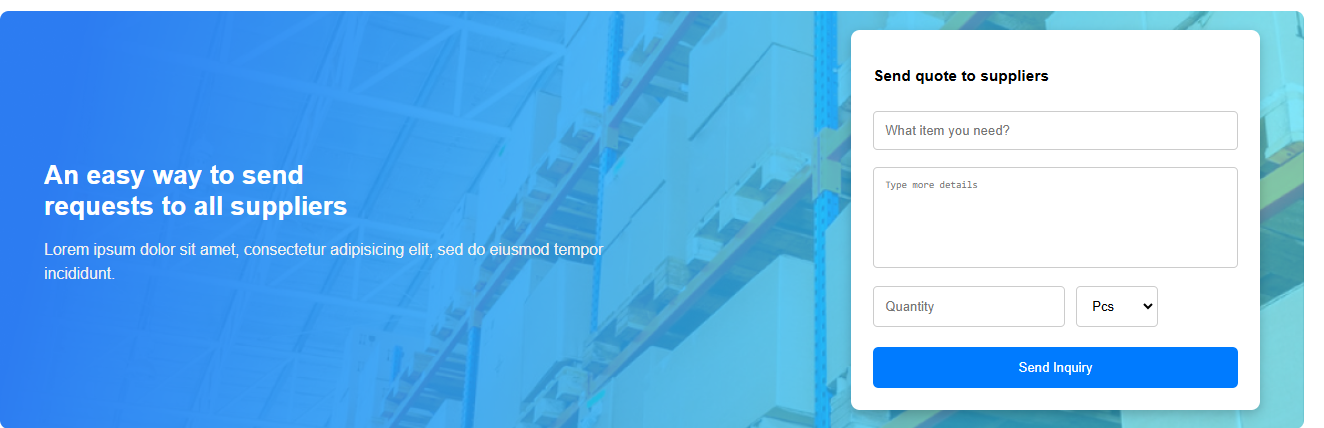 An easy way to send
requests to all suppliers
Lorem ipsum dolor sit amet, consectetur adipisicing elit, sed do eiusmod tempor
incididunt.
Send quote to suppliers
What item you need?
Type more details
Quantity
Pcs
Send Inquiry